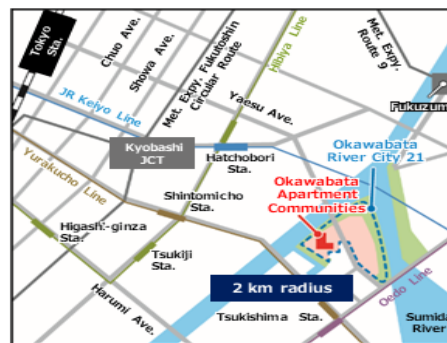 Tokyo
Sta.
Chuo Ave.
Showa Ave.
Met. Expy. Fukutoshin
Circular Route
Hibiya Line
Yaesu Ave.
Met. Expy.
Route 9
Fukuzum
JR Keiyo Line
Kyobashi
JCT
Hatchobori
Sta.
Okawabata
River City 21
Okawabata
Apartment
Communities
Yurakucho Line
Shintomicho
Sta.
Higashi-ginza
Sta.
Tsukiji
Sta.
2 km radius
Harumi Ave.
Tsukishima Sta.
Oedo Line
Sumida
River